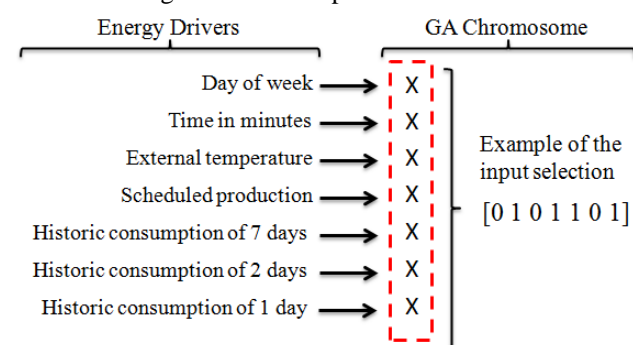 Energy Drivers
GA Chromosome
Day of week
X
Time in minutes
X
External temperature
X
Scheduled production
X
Historic consumption of 7 days
X
Historic consumption of 2 days
X
Historic consumption of 1 day
X
Example of the
input selection
[0 1 0 1 1 0 1]